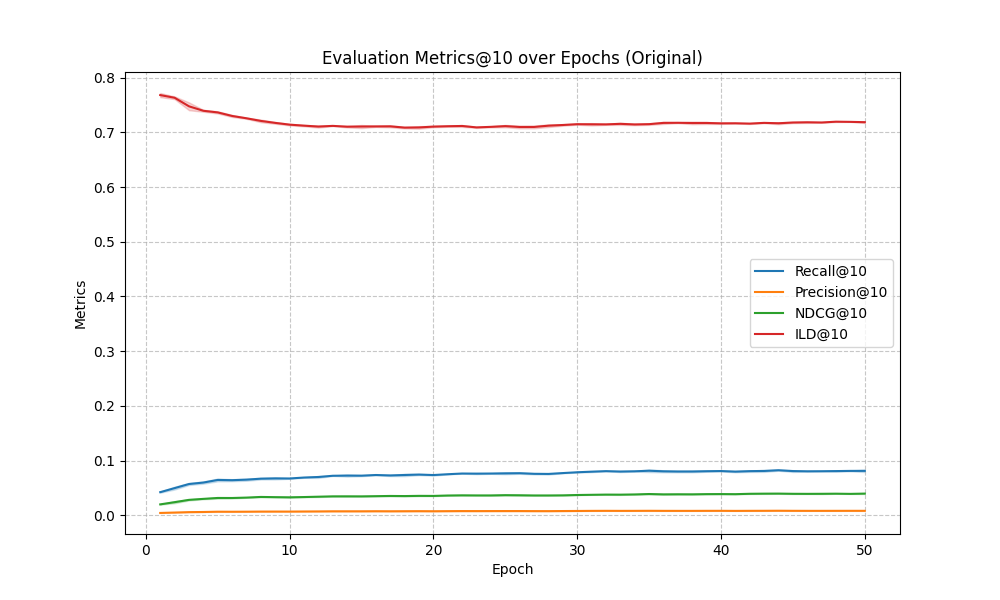 Evaluation Metrics@10 over Epochs (Original)
0.8
0.7
0.6
0.5
0.4
0.3
0.2
0.1
0.0
Metrics
Recall@10
Precision@10
NDCG@10
ILD@10
0 10 20 30 40 50
Epoch